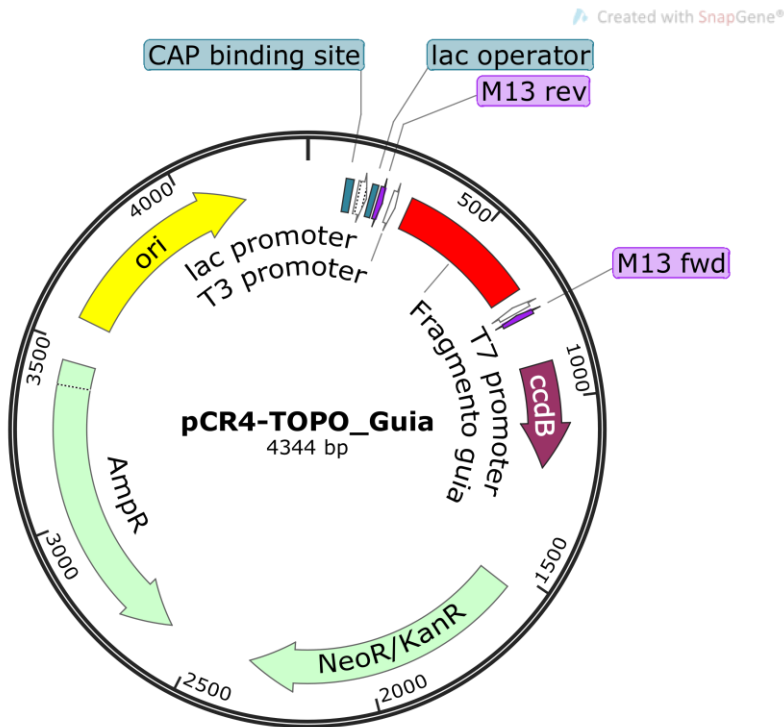 Created with SnapGene®
CAP binding site
lac operator
M13 rev
4000
500
ori
lac promoter
T3 promoter
M13 fwd
3500
Fragmento guia
T7 promoter
1000
ccdB
pCR4-TOPO_Guia
4344 bp
AmpR
3000
1500
NeoR/KanR
2500
2000